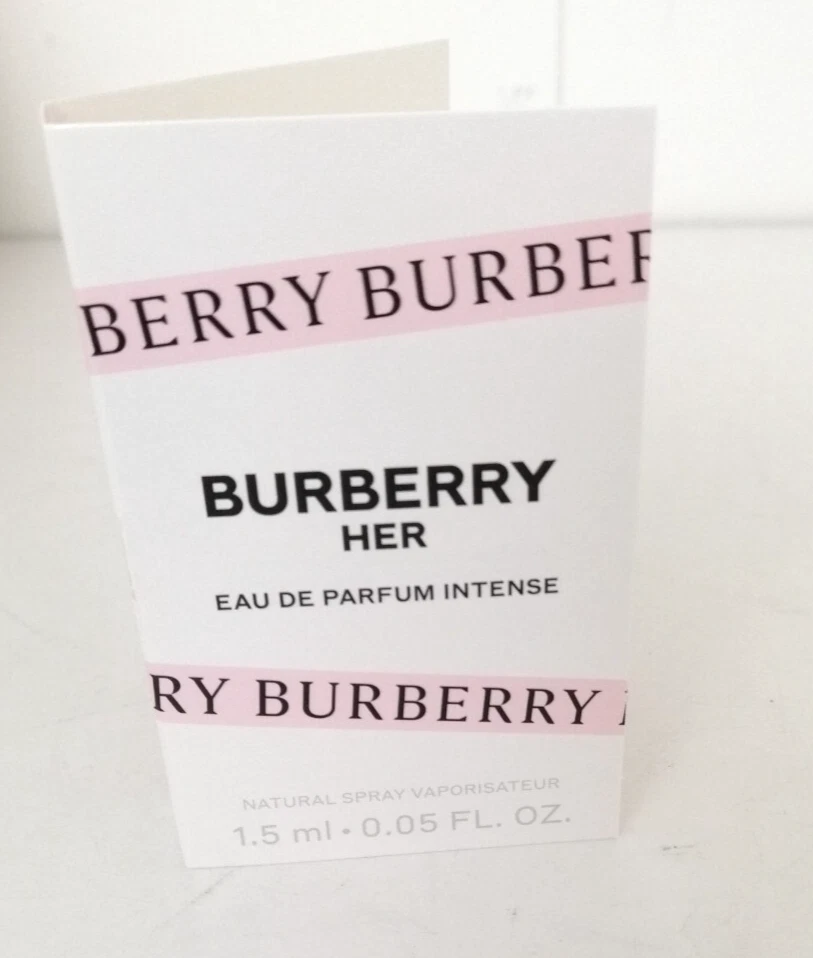 BERRY BURBER
BURBERRY
HER
EAU DE PARFUM INTENSE
RY BURBERRY
NATURAL SPRAY VAPORISATEUR
1.5 ml • 0.05 FL. OZ.